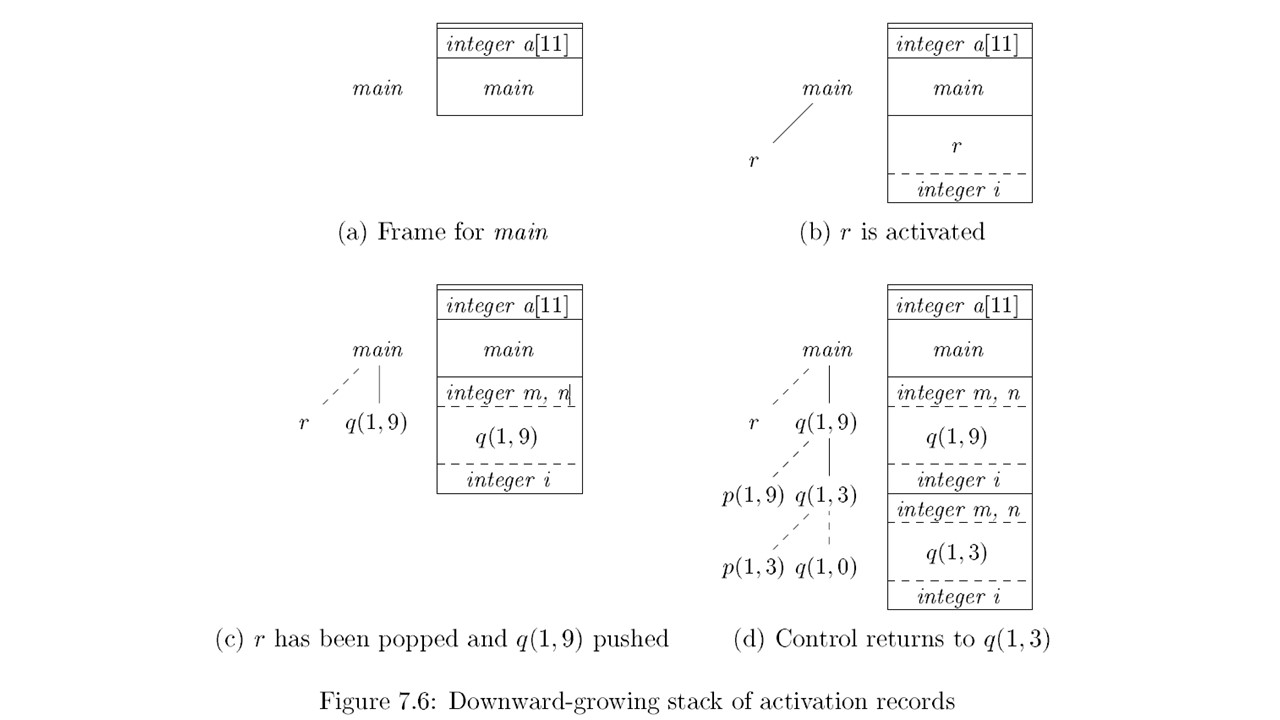 integer a[11]
main
main
(a) Frame for main
integer a[11]
main
main
r
r
integer i
(b) r is activated
integer a[11]
main
main
integer m, n
r
q(1, 9)
q(1, 9)
integer i
(c) r has been popped and q(1, 9) pushed
integer a[11]
main
main
integer m, n
r
q(1, 9)
q(1, 9)
integer i
p(1, 9)
q(1, 3)
integer m, n
q(1, 3)
p(1, 3)
q(1, 0)
integer i
(d) Control returns to q(1, 3)
Figure 7.6: Downward-growing stack of activation records